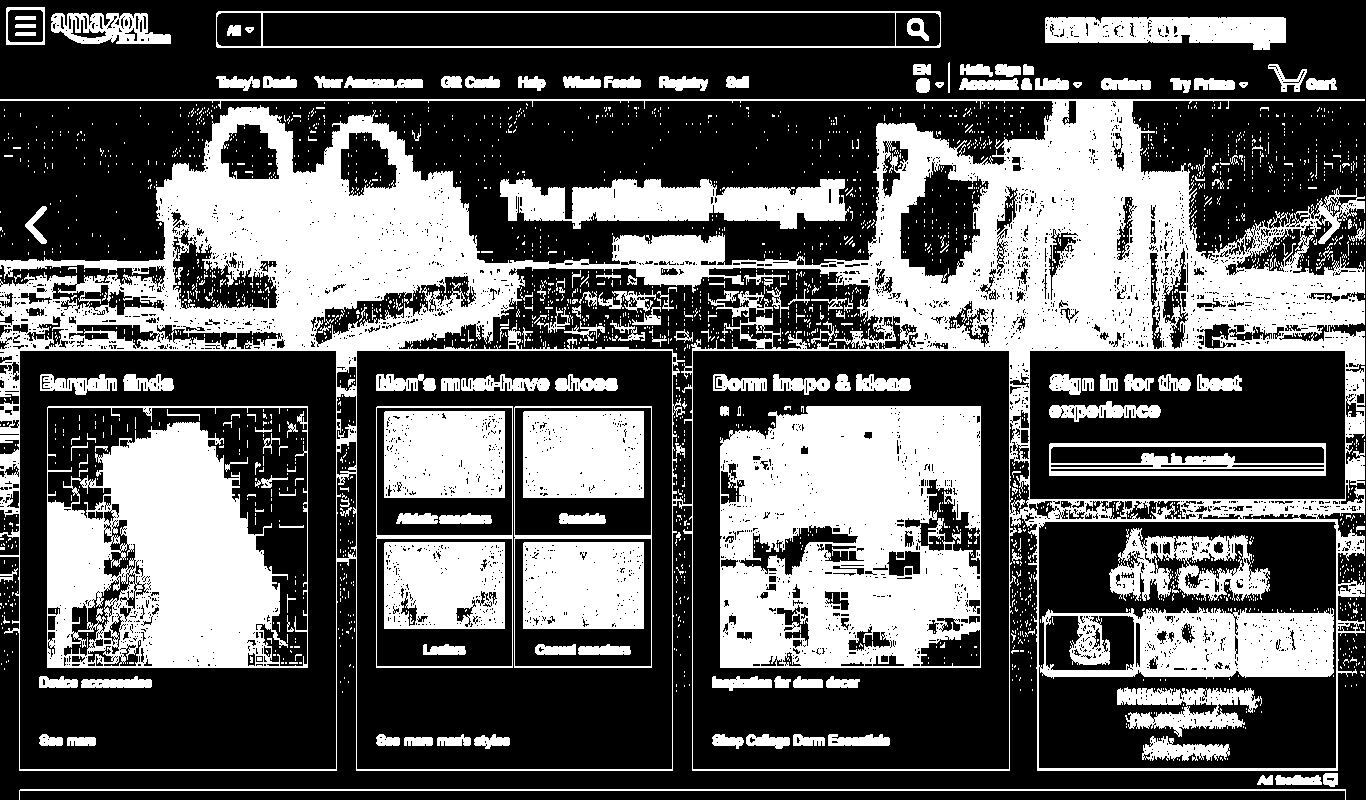 amazon
All
Today's Deals Your Amazon.com Gift Cards Help Whole Foods Registry Sell
EN
Hello, Sign in
Account & Lists Orders Try Prime Cart
Bargain finds
Device accessories
See more
Men's must-have shoes
Athletic sneakers
Sandals
Loafers
Casual sneakers
See more men's styles
Dorm inspo & ideas
Inspiration for dorm decor
Shop College Dorm Essentials
Sign in for the best
experience
Sign in securely
Amazon
Gift Cards
Millions of items,
no expiration.
Shop now
Ad feedback